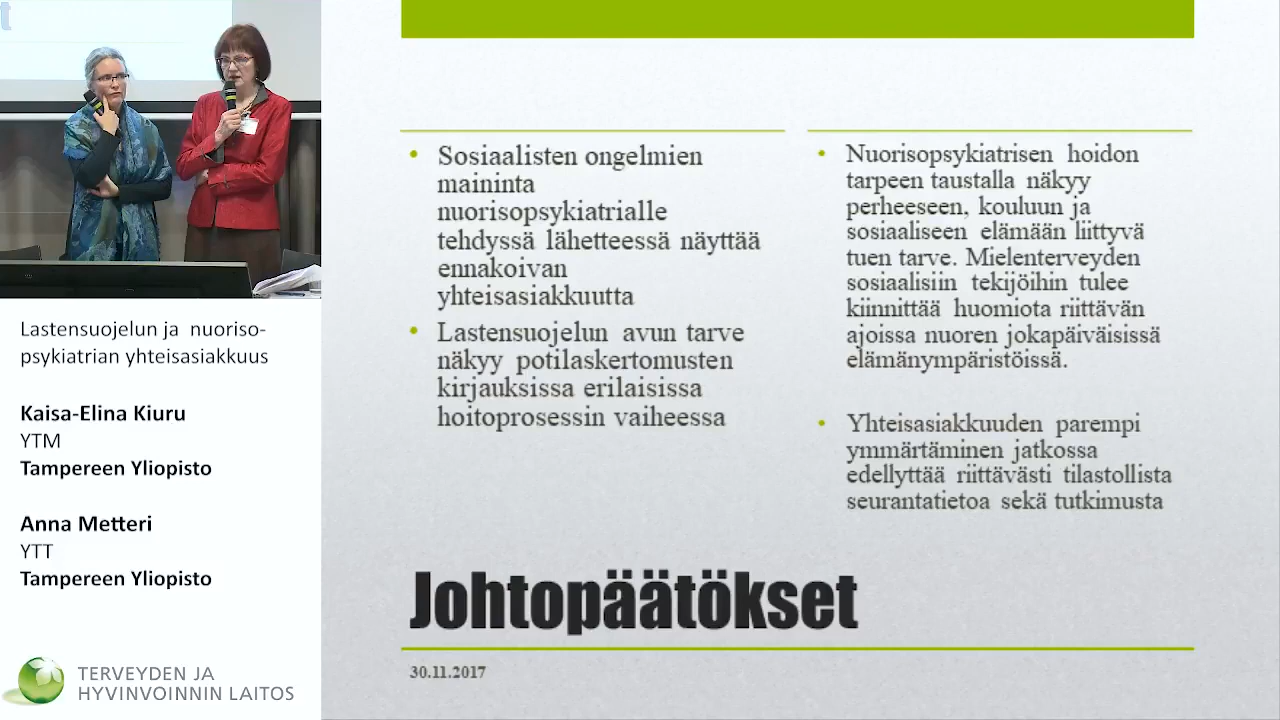 t
Lastensuojelun ja nuoriso-
psykiatrian yhteisasiakkuus
Kaisa-Elina Kiuru
YTM
Tampereen Yliopisto
Anna Metteri
YTT
Tampereen Yliopisto
TERVEYDEN JA
HYVINVOINNIN LAITOS
• Sosiaalisten ongelmien
maininta
nuorisopsykiatrialle
tehdyssä lähetteessä näyttää
ennakoivan
yhteisasiakkuutta
• Lastensuojelun avun tarve
näkyy potilaskertomusten
kirjauksissa erilaisissa
hoitoprosessin vaiheessa
• Nuorisopsykiatrisen hoidon
tarpeen taustalla näkyy
perheeseen, kouluun ja
sosiaaliseen elämään liittyvä
tuen tarve. Mielenterveyden
sosiaalisiin tekijöihin tulee
kiinnittää huomiota riittävän
ajoissa nuoren jokapäiväisissä
elämänympäristöissä.
• Yhteisasiakkuuden parempi
ymmärtäminen jatkossa
edellyttää riittävästi tilastollista
seurantatietoa sekä tutkimusta
Johtopäätökset
30.11.2017